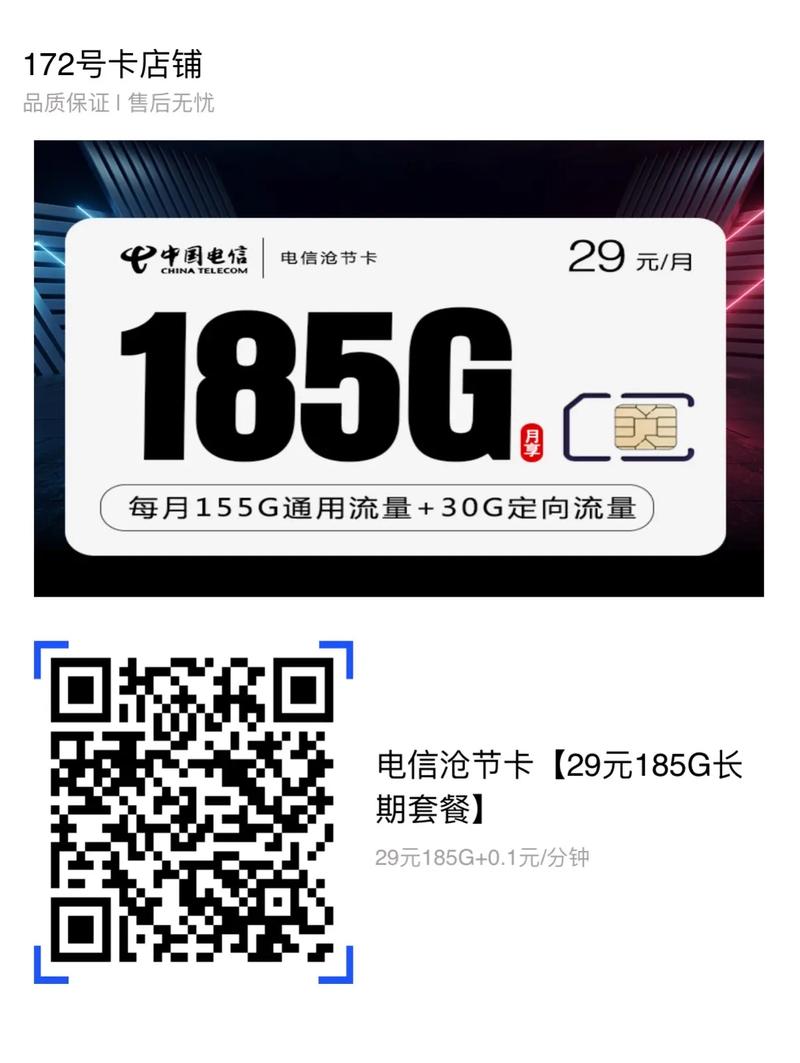 172号卡店铺
品质保证 | 售后无忧
中国电信
CHINA TELECOM
电信沧节卡
29 元/月
185G
月享
每月155G通用流量+30G定向流量
电信沧节卡【29元185G长
期套餐】
29元185G+0.1元/分钟